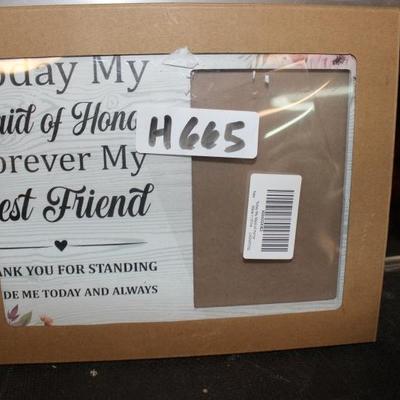 oday My
aid of Hono
H665
orever My
est Friend
ANK YOU FOR STANDING
DE ME TODAY AND ALWAYS